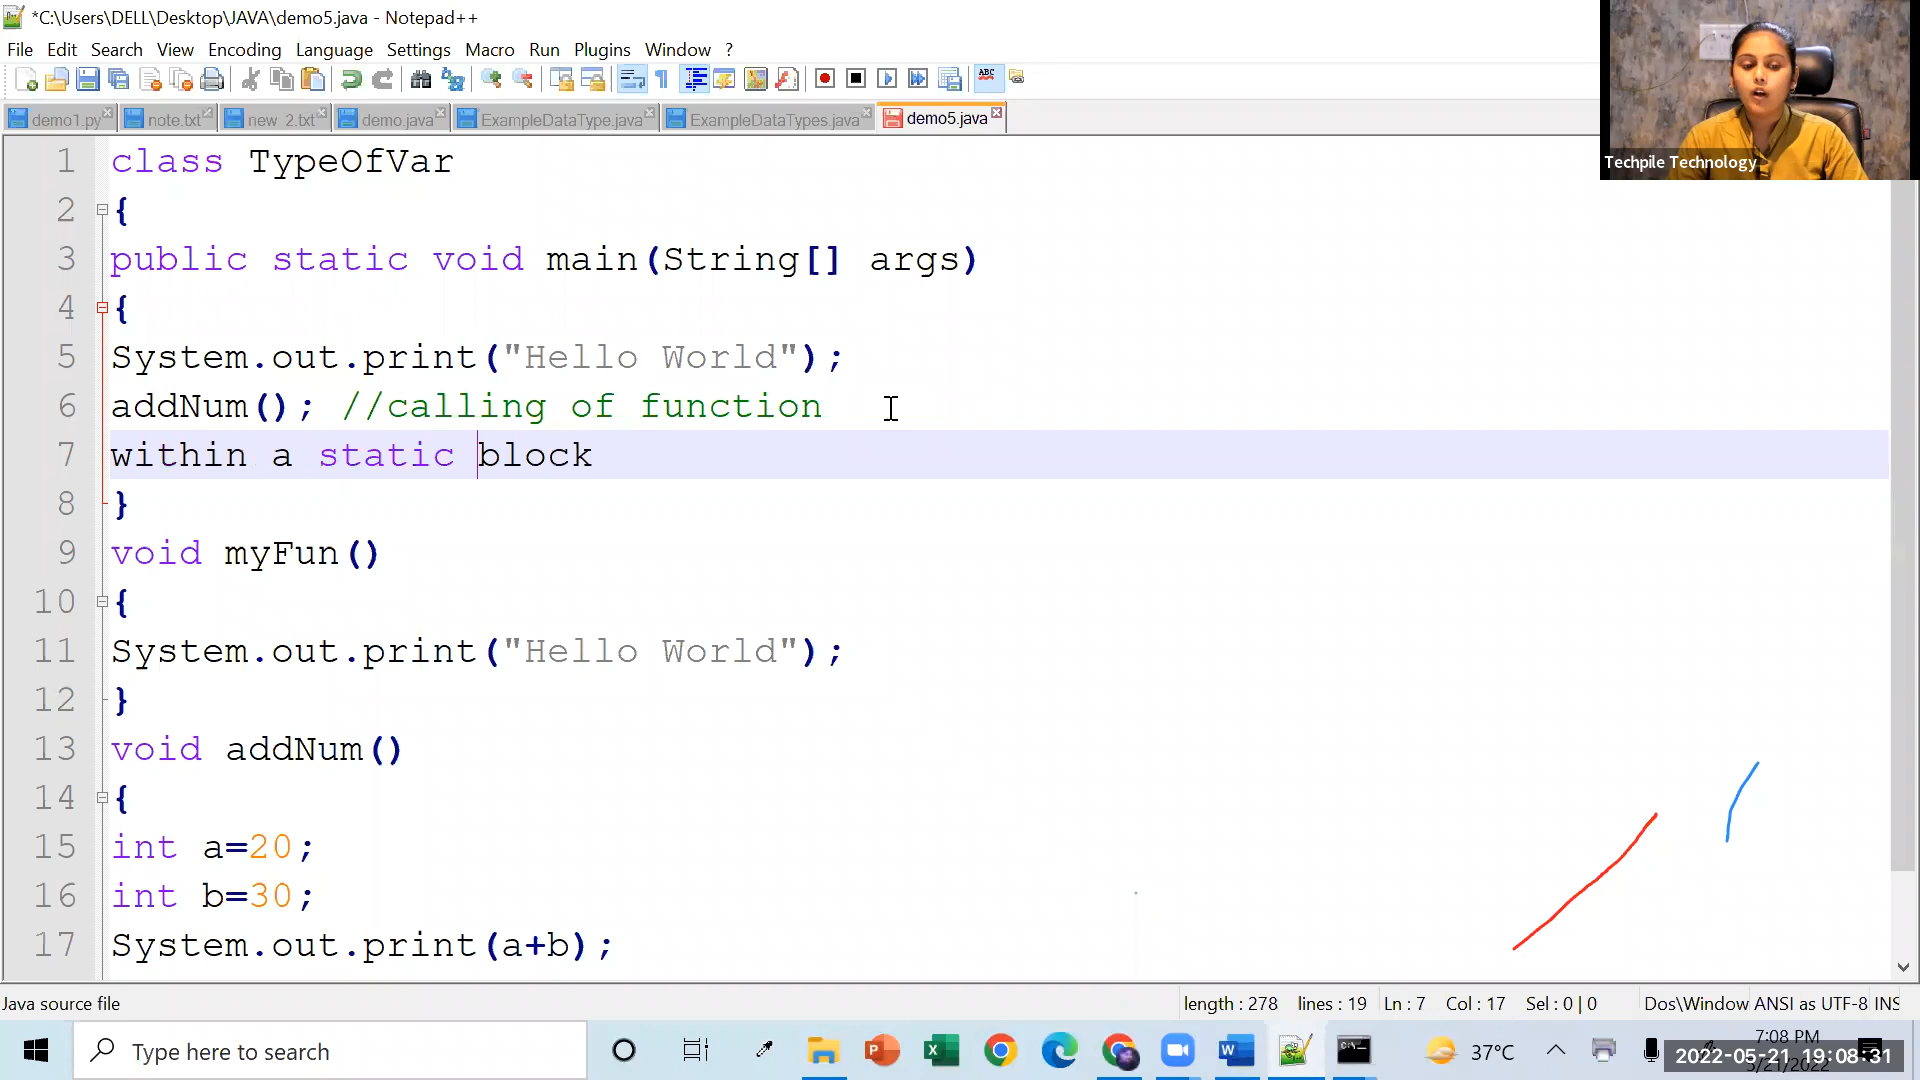 *C:\Users\DELL\Desktop\JAVA\demo5.java - Notepad++
File Edit Search View Encoding Language Settings Macro Run Plugins Window ?
ABC
demo1.py note.txt new 2.txt demo.java ExampleDataType.java ExampleDataTypes.java demo5.java
Techpile Technology
1 class TypeOfVar
2 {
3 public static void main(String[] args)
4 {
5 System.out.print("Hello World");
6 addNum(); //calling of function
7 within a static block
8 }
9 void myFun()
10 {
11 System.out.print("Hello World");
12 }
13 void addNum()
14 {
15 int a=20;
16 int b=30;
17 System.out.print(a+b);
Java source file length : 278 lines : 19 Ln : 7 Col : 17 Sel : 0 | 0 Dos\Window ANSI as UTF-8 INS
Type here to search
37°C
7:08 PM
2022-05-21 19:08:31